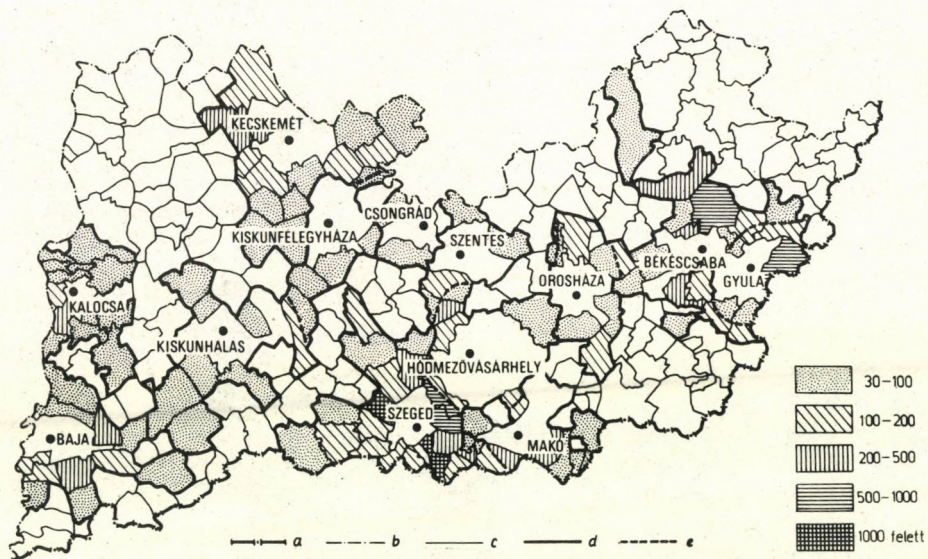 KECSKEMÉT
CSONGRÁD
KISKUNFELEGYHÁZA
SZENTES
BÉKÉSCSABA
OROSHÁZA
GYULA
KALOCSA
KISKUNHALAS
HÓDMEZŐVÁSÁRHELY
SZEGED
BAJA
MAKÓ
30–100
100–200
200–500
500–1000
1000 felett
a b c d e